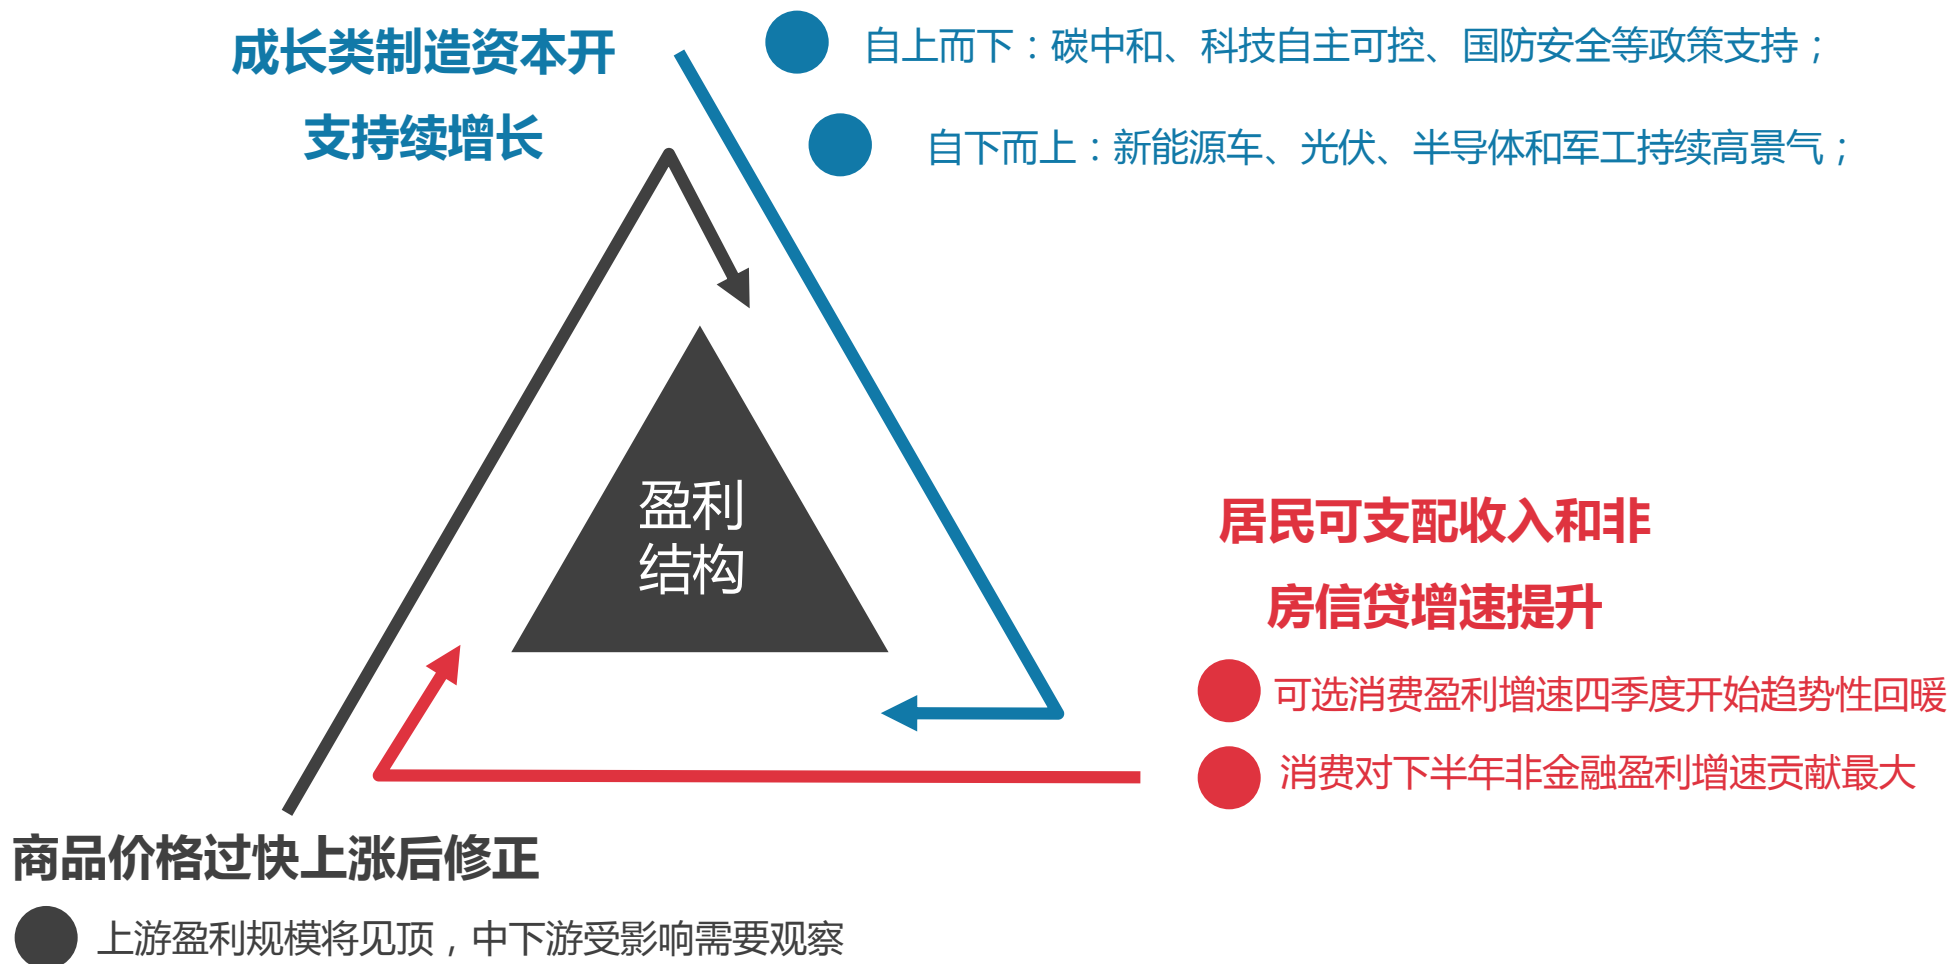 成长类制造资本开
支持续增长
自上而下：碳中和、科技自主可控、国防安全等政策支持；
自下而上：新能源车、光伏、半导体和军工持续高景气；
盈利
结构
居民可支配收入和非
房信贷增速提升
可选消费盈利增速四季度开始趋势性回暖
消费对下半年非金融盈利增速贡献最大
商品价格过快上涨后修正
上游盈利规模将见顶，中下游受影响需要观察